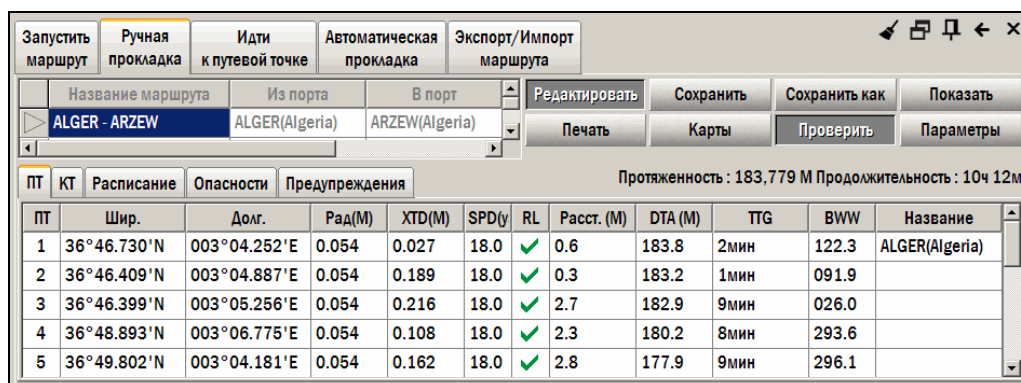 Запустить маршрут
Ручная прокладка
Идти к путевой точке
Автоматическая прокладка
Экспорт/Импорт маршрута
Название маршрута Из порта В порт
ALGER - ARZEW ALGER(Algeria) ARZEW(Algeria)
Редактировать Сохранить Сохранить как Показать
Печать Карты Проверить Параметры
ПТ КТ Расписание Опасности Предупреждения
Протяженность : 183,779 М Продолжительность : 10ч 12м
ПТ Шир. Долг. Рад(М) XTD(М) SPD(у RL Расст. (М) DTA (М) TTG BWW Название
1 36°46.730'N 003°04.252'E 0.054 0.027 18.0 ✓ 0.6 183.8 2мин 122.3 ALGER(Algeria)
2 36°46.409'N 003°04.887'E 0.054 0.189 18.0 ✓ 0.3 183.2 1мин 091.9
3 36°46.399'N 003°05.256'E 0.054 0.216 18.0 ✓ 2.7 182.9 9мин 026.0
4 36°48.893'N 003°06.775'E 0.054 0.108 18.0 ✓ 2.3 180.2 8мин 293.6
5 36°49.802'N 003°04.181'E 0.054 0.162 18.0 ✓ 2.8 177.9 9мин 296.1